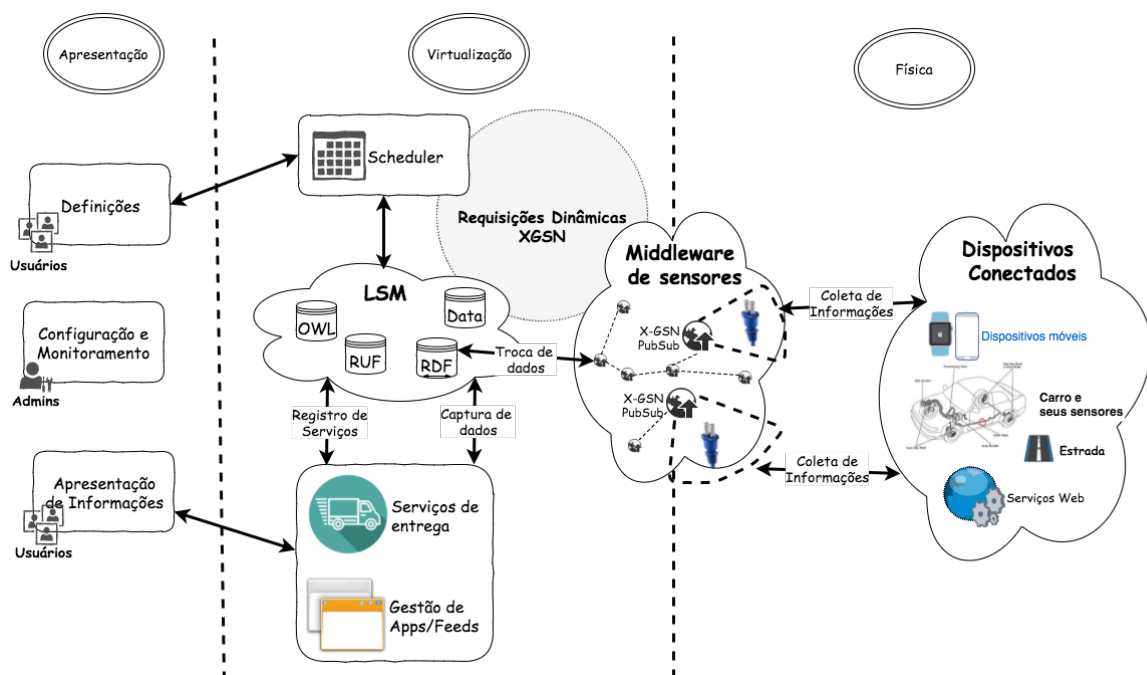 Apresentação
Virtualização
Física
Scheduler
Definições
Usuários
Requisições Dinâmicas
XGSN
Middleware
de sensores
Dispositivos
Conectados
LSM
OWL
Data
RUF
RDF
Troca de
dados
X-GSN
PubSub
X-GSN
PubSub
Coleta de
Informações
Dispositivos móveis
Configuração e
Monitoramento
Admins
Carro e
seus sensores
Estrada
Registro de
Serviços
Captura de
dados
Coleta de
Informações
Serviços Web
Apresentação
de Informações
Usuários
Serviços de
entrega
Gestão de
Apps/Feeds